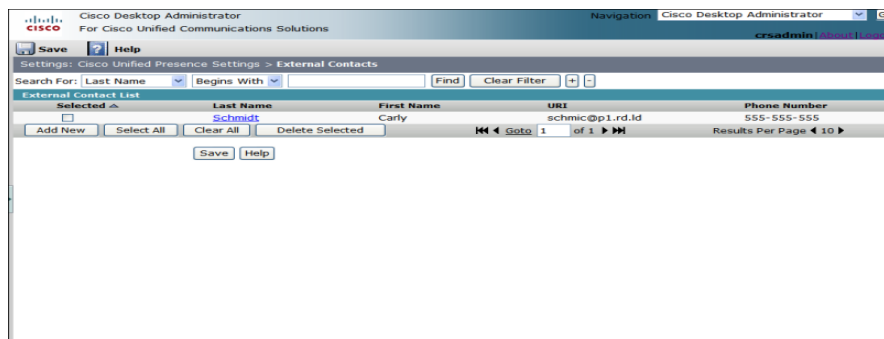 Cisco Desktop Administrator
Navigation Cisco Desktop Administrator
CISCO For Cisco Unified Communications Solutions
crsadmin | About |
Save ? Help
Settings: Cisco Unified Presence Settings > External Contacts
Search For: Last Name Begins With Find Clear Filter + -
External Contact List
Selected Last Name First Name URI Phone Number
Schmidt Carly schmic@p1.rd.ld 555-555-555
Add New Select All Clear All Delete Selected Goto 1 of 1 Results Per Page 10
Save Help